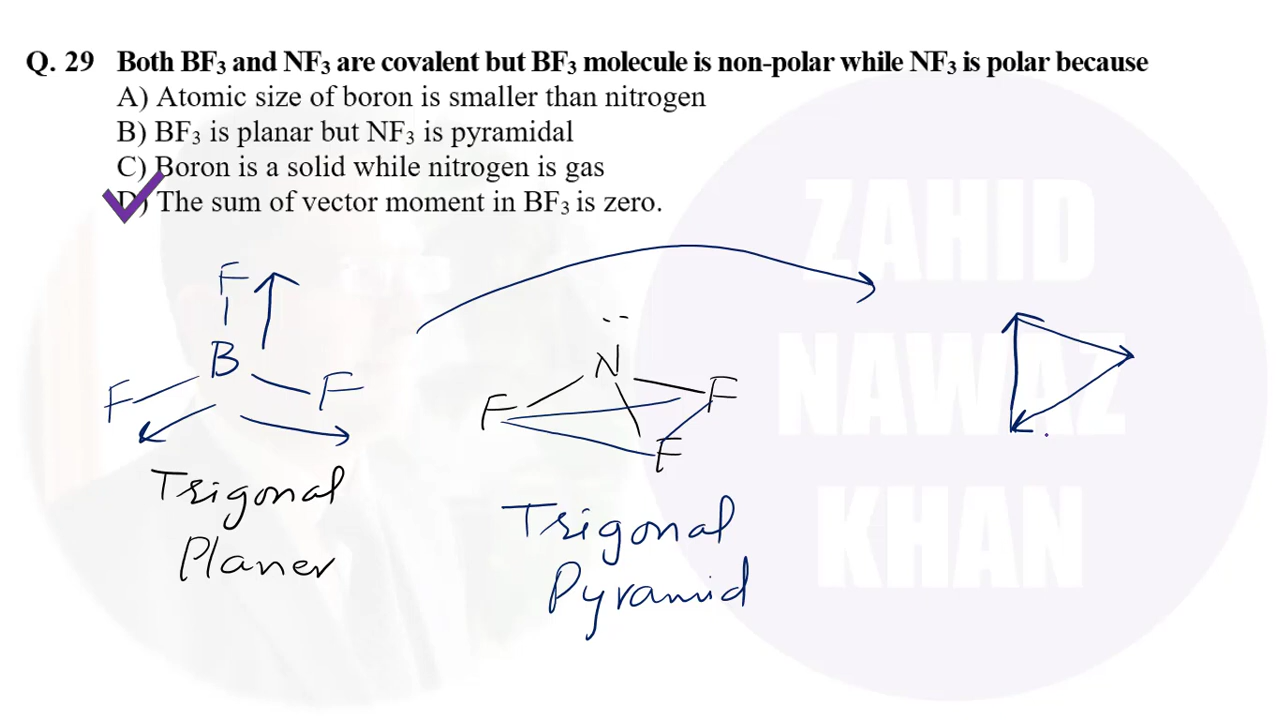 Q. 29 Both BF₃ and NF₃ are covalent but BF₃ molecule is non-polar while NF₃ is polar because
A) Atomic size of boron is smaller than nitrogen
B) BF₃ is planar but NF₃ is pyramidal
C) Boron is a solid while nitrogen is gas
D) The sum of vector moment in BF₃ is zero.
ZAHID
NAWAZ
KHAN
F
B
F F
Trigonal
Planer
N
F F
F
Trigonal
Pyramid